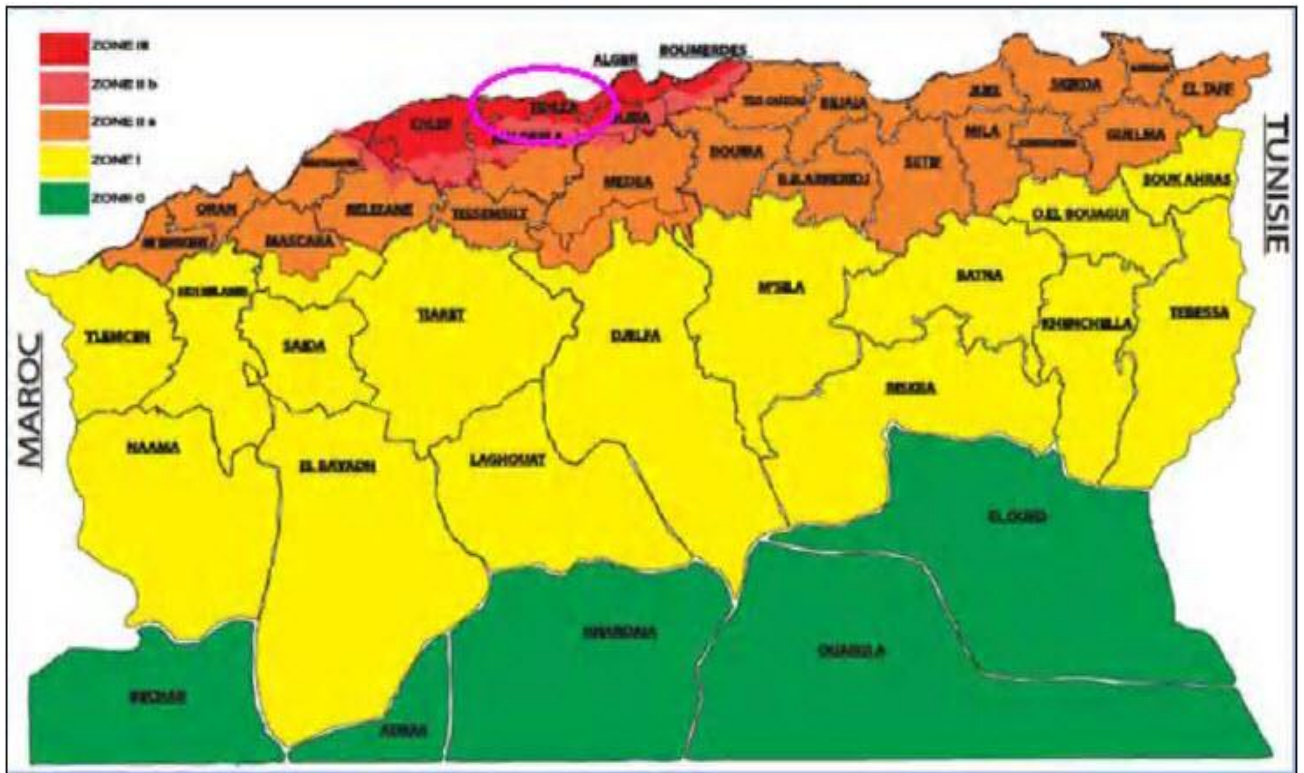 ZONE III
ZONE II b
ZONE II a
ZONE I
ZONE 0
ALGER
BOUMERDES
CHLEF
BLIDA
TIZI OUZOU
BEJAIA
JIJEL
SKIKDA
EL TARF
MILA
GUELMA
BOUIRA
SETIF
B.B.ARRERIDJ
MEDEA
SOUK AHRAS
ORAN
RELIZANE
TISSEMSILT
O.EL BOUAGUI
MASCARA
TUNISIE
BATNA
M'SILA
TIARET
KHENCHELLA
TEBESSA
TLEMCEN
SAIDA
DJELFA
BISKRA
MAROC
NAAMA
EL BAYADH
LAGHOUAT
EL OUED
GHARDAIA
OUARGLA
BECHAR
ADRAR